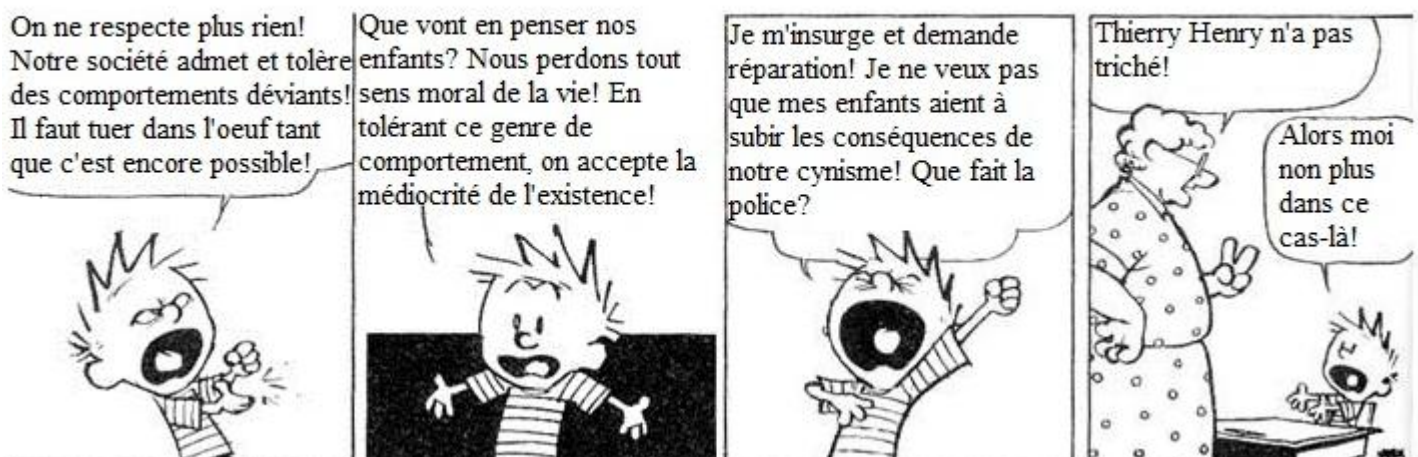 On ne respecte plus rien!
Notre société admet et tolère
des comportements déviants!
Il faut tuer dans l'oeuf tant
que c'est encore possible!
Que vont en penser nos
enfants? Nous perdons tout
sens moral de la vie! En
tolérant ce genre de
comportement, on accepte la
médiocrité de l'existence!
Je m'insurge et demande
réparation! Je ne veux pas
que mes enfants aient à
subir les conséquences de
notre cynisme! Que fait la
police?
Thierry Henry n'a pas
triché!
Alors moi
non plus
dans ce
cas-là!